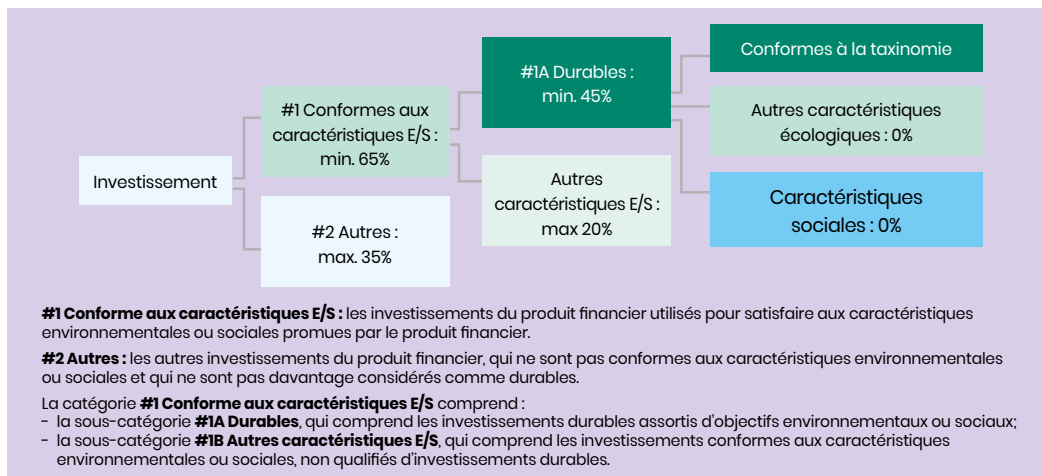 Investissement
#1 Conformes aux
caractéristiques E/S :
min. 65%
#2 Autres :
max. 35%
#1A Durables :
min. 45%
Autres
caractéristiques E/S :
max 20%
Conformes à la taxinomie
Autres caractéristiques
écologiques : 0%
Caractéristiques
sociales : 0%
#1 Conforme aux caractéristiques E/S : les investissements du produit financier utilisés pour satisfaire aux caractéristiques
environnementales ou sociales promues par le produit financier.
#2 Autres : les autres investissements du produit financier, qui ne sont pas conformes aux caractéristiques environnementales
ou sociales et qui ne sont pas davantage considérés comme durables.
La catégorie #1 Conforme aux caractéristiques E/S comprend :
- la sous-catégorie #1A Durables, qui comprend les investissements durables assortis d'objectifs environnementaux ou sociaux;
- la sous-catégorie #1B Autres caractéristiques E/S, qui comprend les investissements conformes aux caractéristiques
environnementales ou sociales, non qualifiés d'investissements durables.